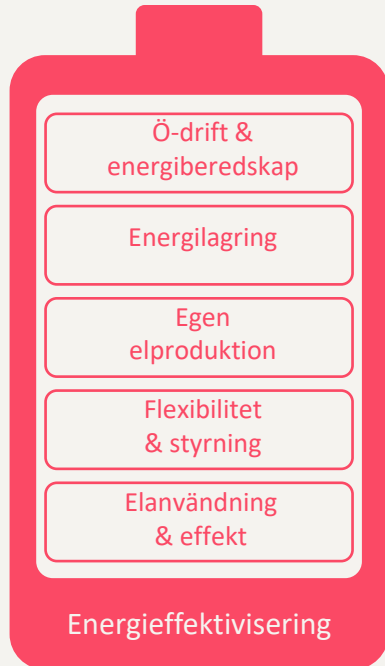 Ö-drift &
energiberedskap
Energilagring
Egen
elproduktion
Flexibilitet
& styrning
Elanvändning
& effekt
Energieffektivisering